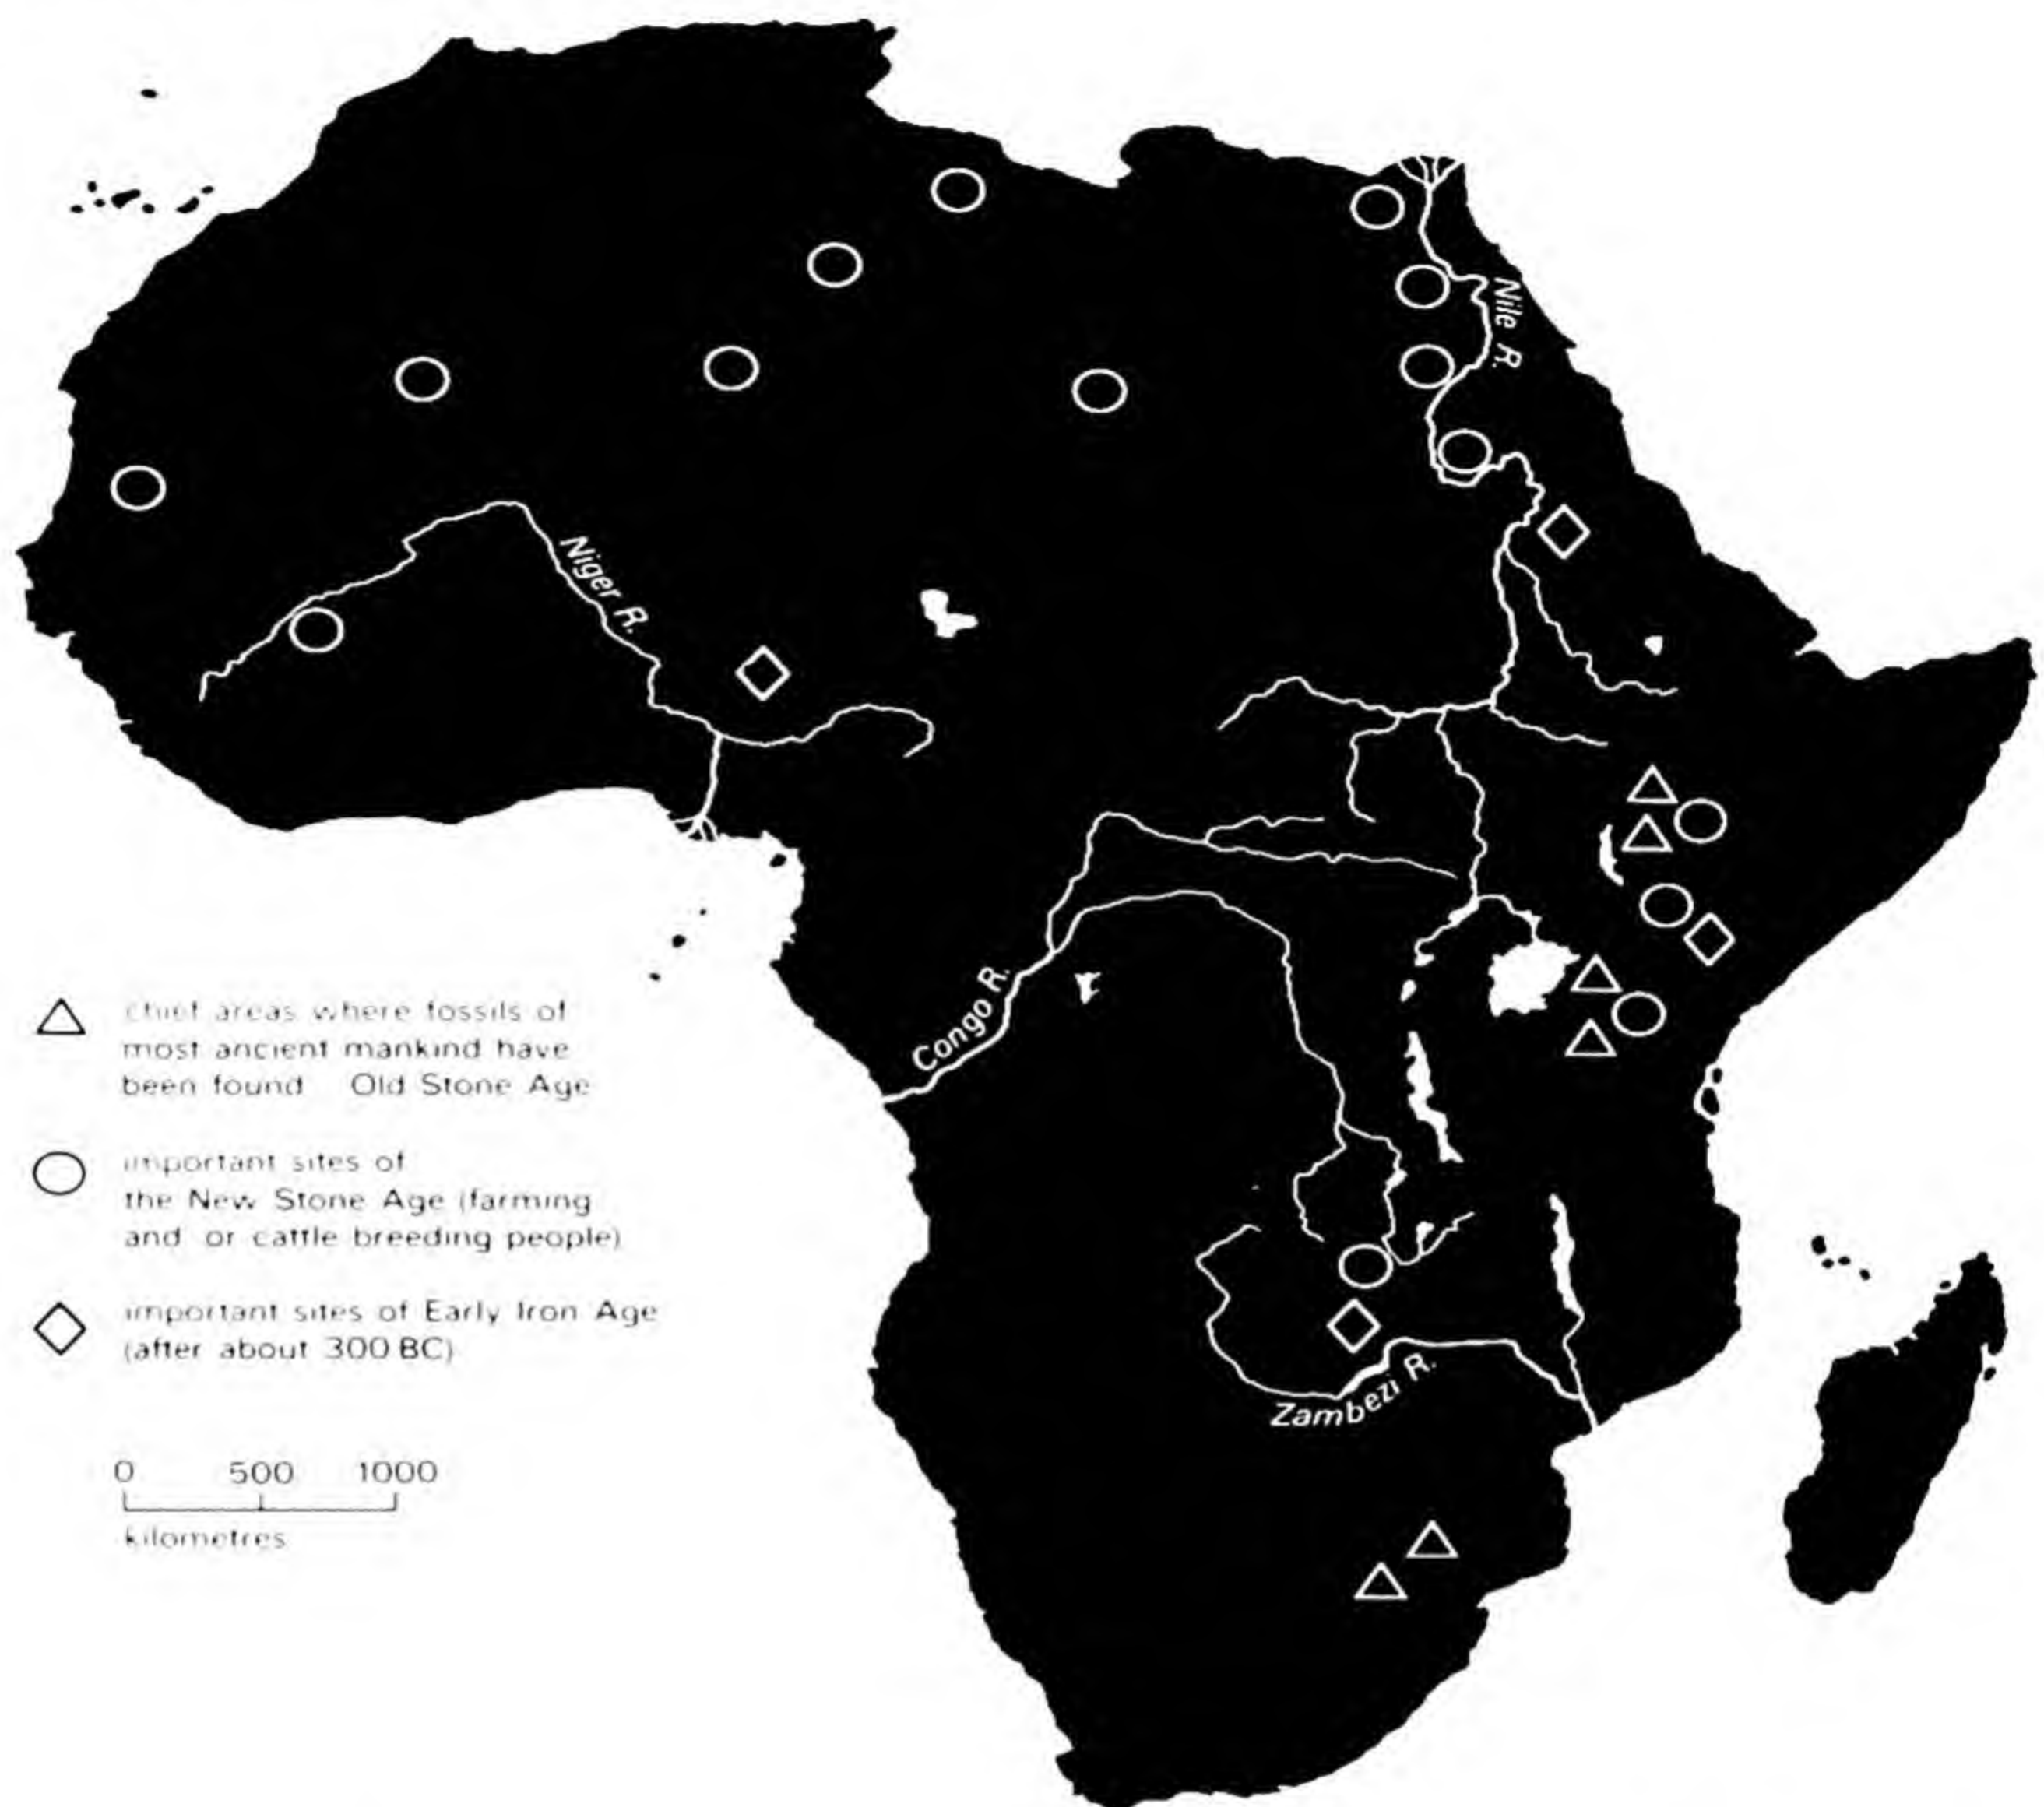 Nile R.
Niger R.
Congo R.
Zambezi R.
chief areas where fossils of
most ancient mankind have
been found Old Stone Age
important sites of
the New Stone Age (farming
and or cattle breeding people)
important sites of Early Iron Age
(after about 300 BC)
0 500 1000
kilometres